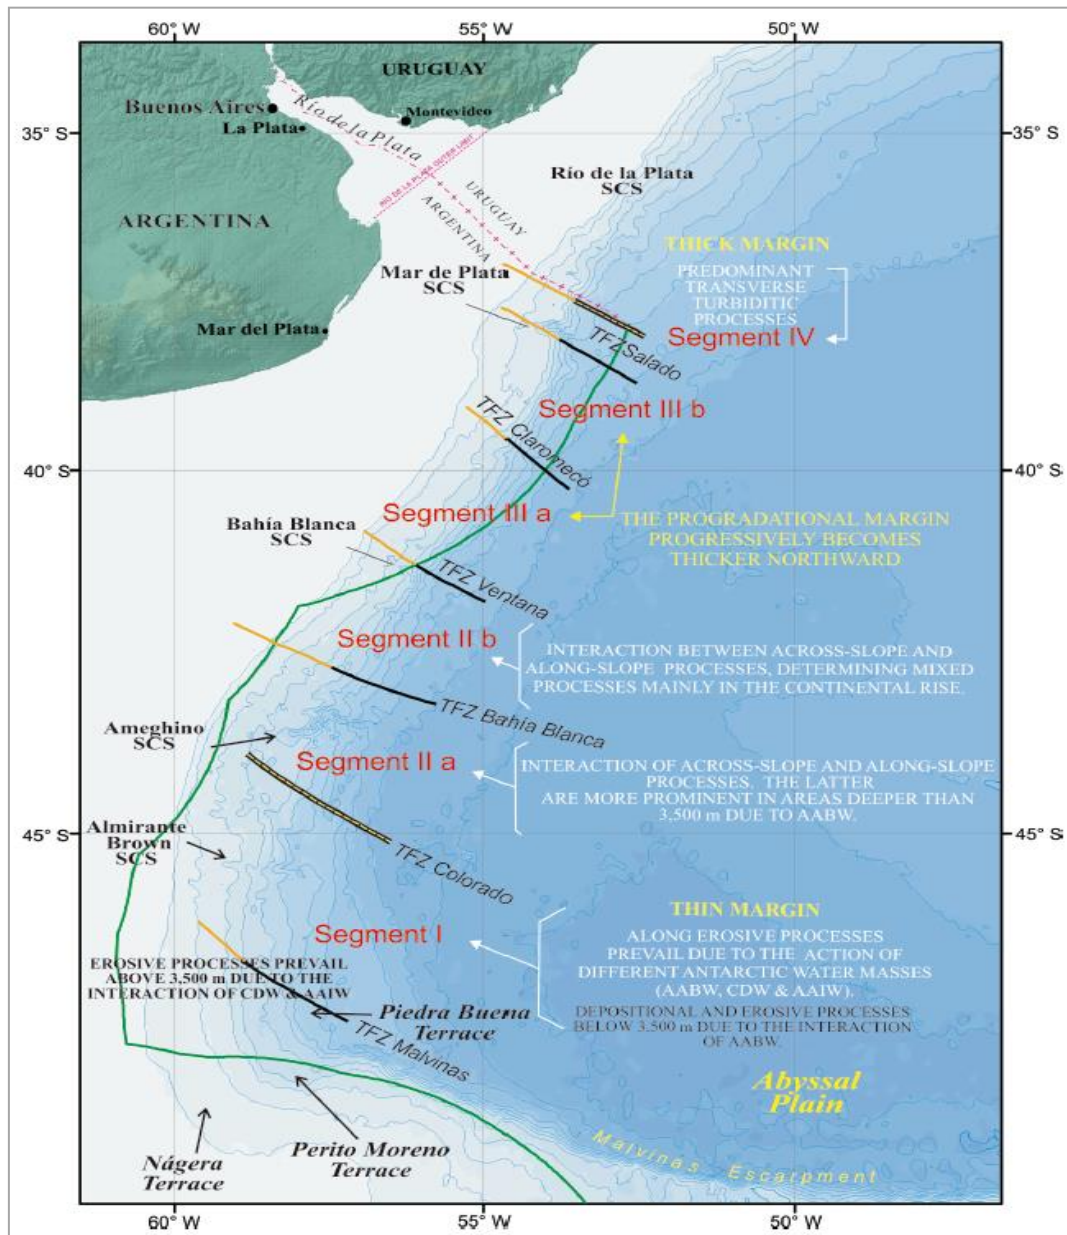 60° W
55° W
50° W
URUGUAY
Buenos Aires
Montevideo
La Plata
Río de la Plata
35° S
35° S
RIO DE LA PLATA OUTER LIMIT
Río de la Plata
SCS
URUGUAY
ARGENTINA
ARGENTINA
THICK MARGIN
PREDOMINANT
TRANSVERSE
TURBIDITIC
PROCESSES
Mar de Plata
SCS
Mar del Plata
Segment IV
TFZSalado
Segment III b
TFZ Claromecó
40° S
40° S
Segment III a
THE PROGRADATIONAL MARGIN
PROGRESSIVELY BECOMES
THICKER NORTHWARD
Bahía Blanca
SCS
TFZ Ventana
Segment II b
INTERACTION BETWEEN ACROSS-SLOPE AND
ALONG-SLOPE PROCESSES, DETERMINING MIXED
PROCESSES MAINLY IN THE CONTINENTAL RISE.
TFZ Bahía Blanca
Ameghino
SCS
Segment II a
INTERACTION OF ACROSS-SLOPE AND ALONG-SLOPE
PROCESSES. THE LATTER
ARE MORE PROMINENT IN AREAS DEEPER THAN
3,500 m DUE TO AABW.
Almirante
Brown
SCS
45° S
45° S
TFZ Colorado
THIN MARGIN
Segment I
ALONG EROSIVE PROCESSES
PREVAIL DUE TO THE ACTION OF
DIFFERENT ANTARCTIC WATER MASSES
(AABW, CDW & AAIW).
DEPOSITIONAL AND EROSIVE PROCESSES
BELOW 3.500 m DUE TO THE INTERACTION
OF AABW.
EROSIVE PROCESSES PREVAIL
ABOVE 3,500 m DUE TO THE
INTERACTION OF CDW & AAIW
Piedra Buena
Terrace
TFZ Malvinas
Abyssal
Plain
Perito Moreno
Terrace
Nágera
Terrace
Malvinas Escarpment
60° W
55° W
50° W